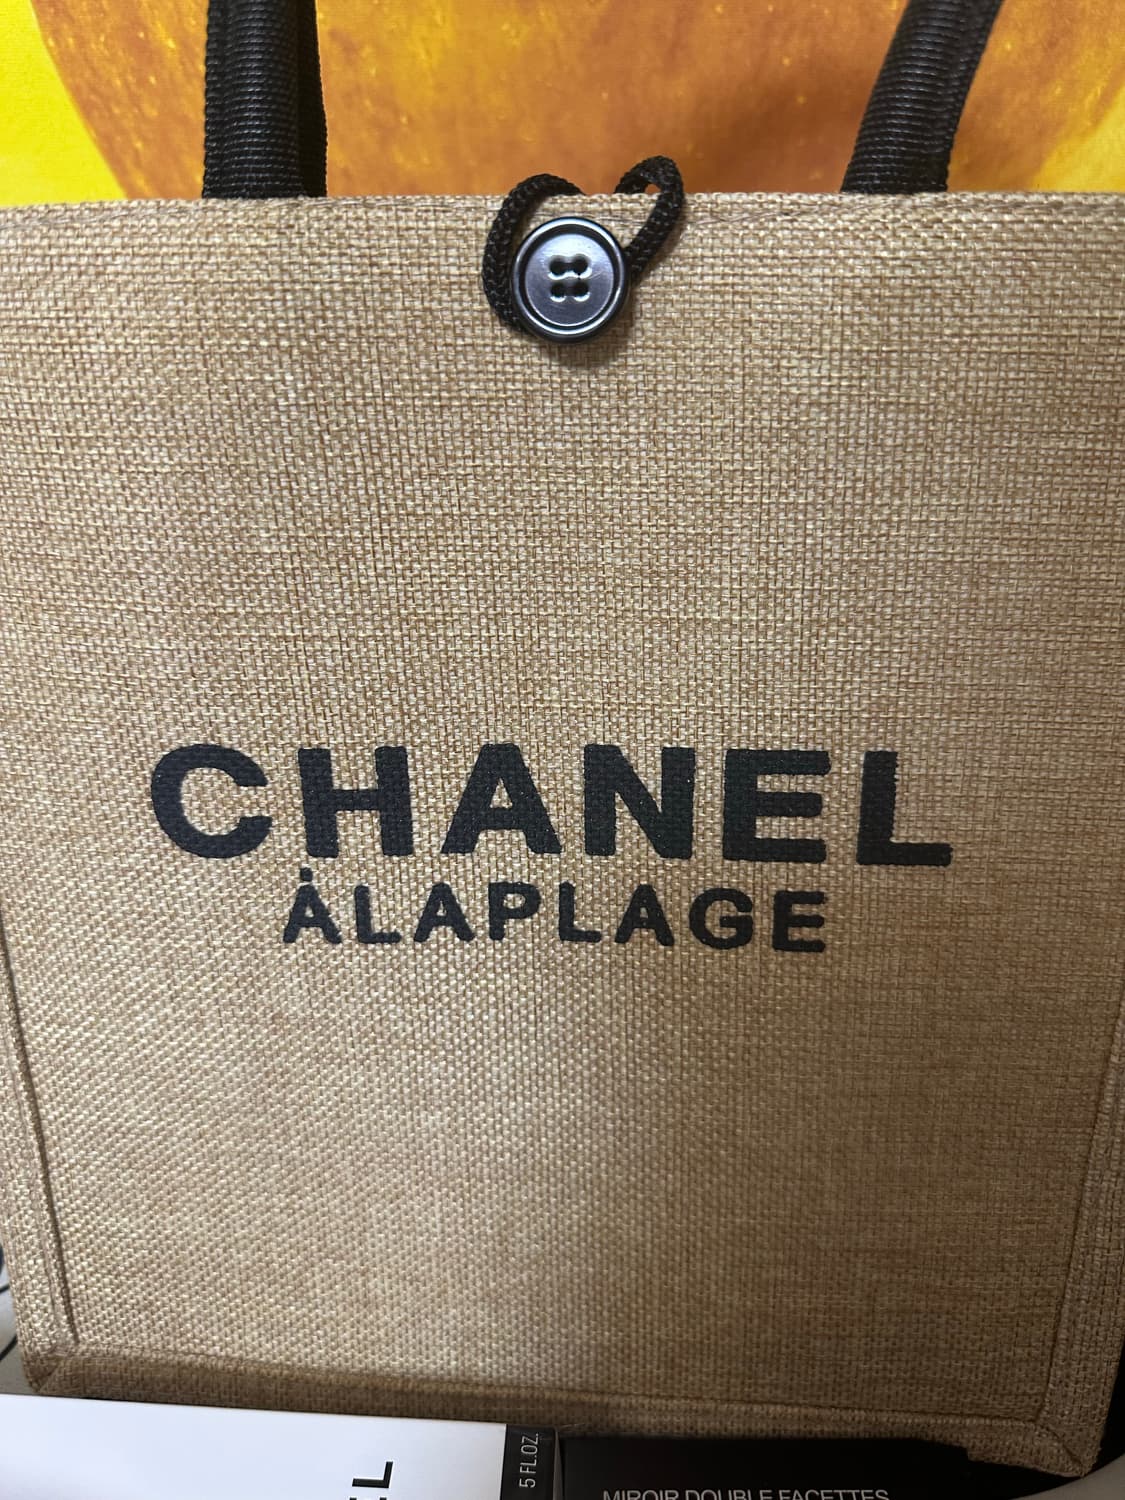 CHANEL
ÀLAPLAGE
5 FL.OZ.
MIROIR DOUBLE FACETTES